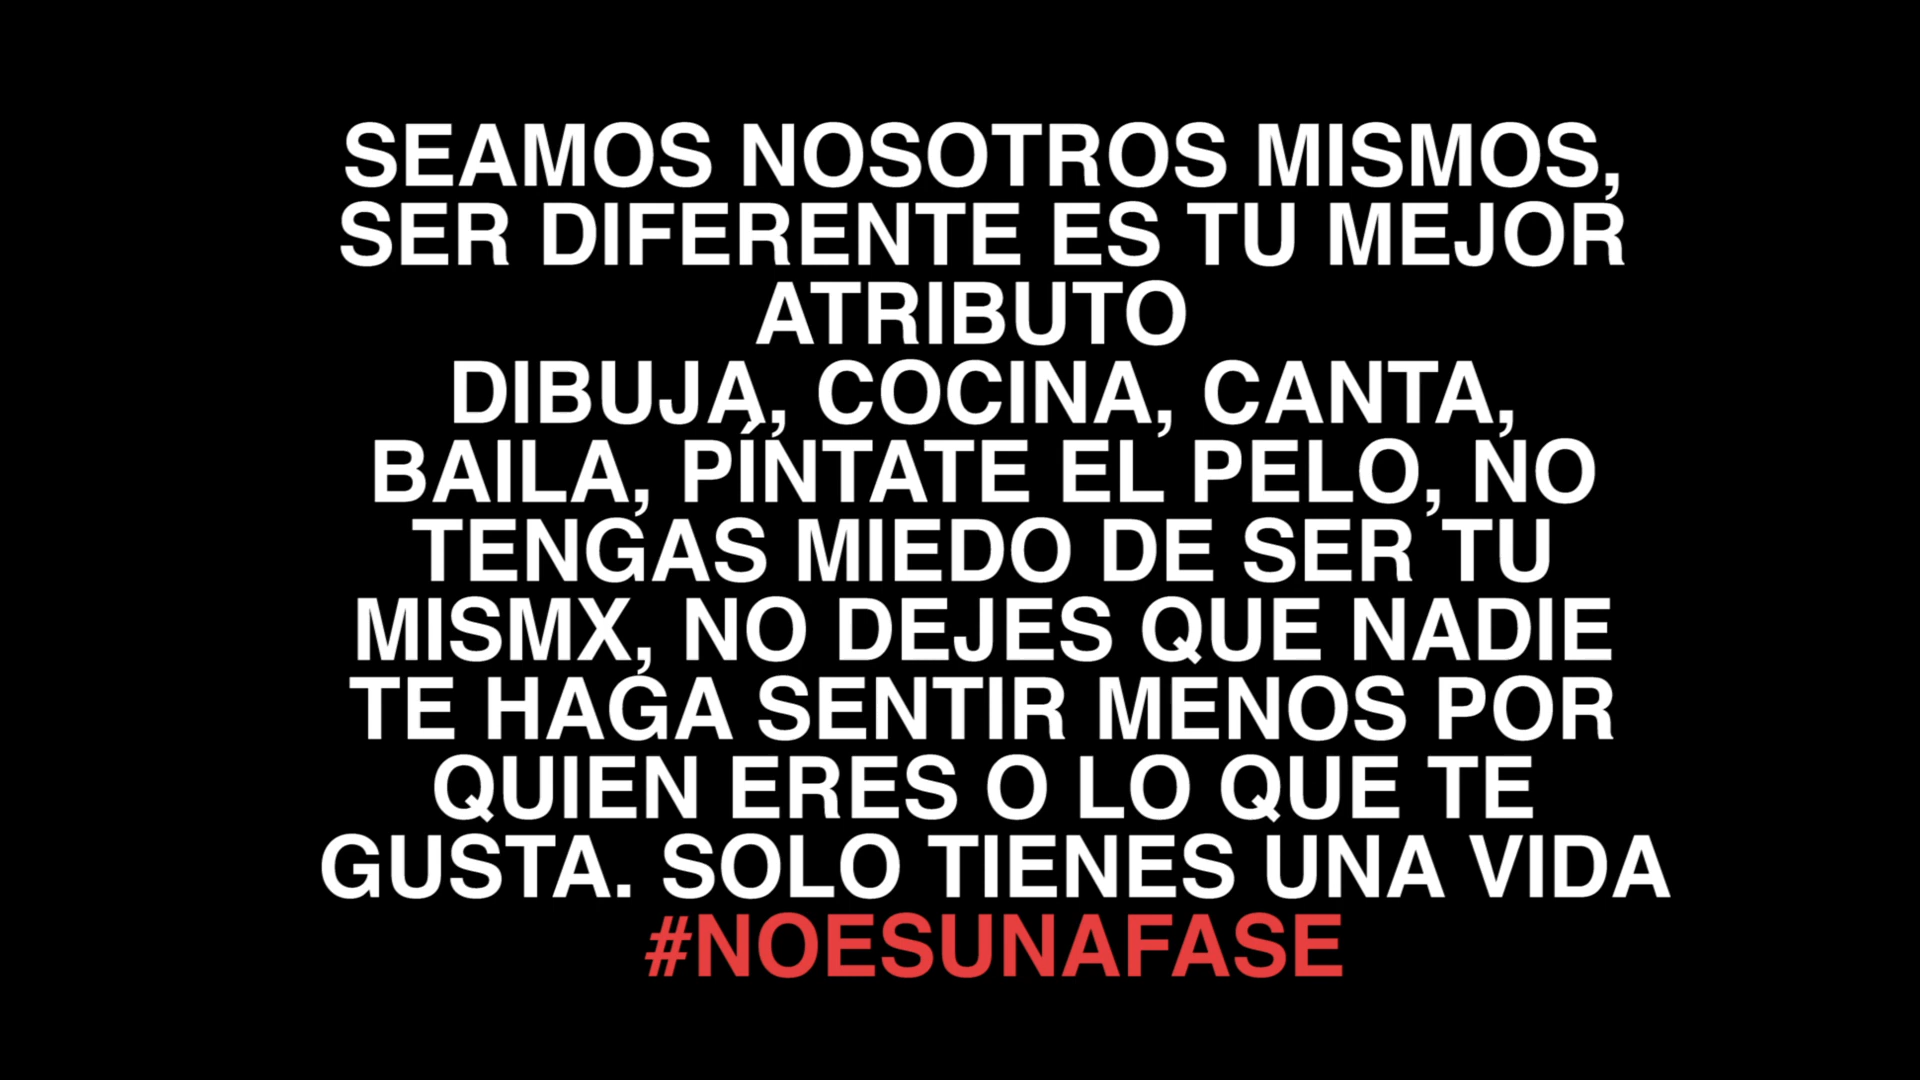 SEAMOS NOSOTROS MISMOS,
SER DIFERENTE ES TU MEJOR
ATRIBUTO
DIBUJA, COCINA, CANTA,
BAILA, PÍNTATE EL PELO, NO
TENGAS MIEDO DE SER TU
MISMX, NO DEJES QUE NADIE
TE HAGA SENTIR MENOS POR
QUIEN ERES O LO QUE TE
GUSTA. SOLO TIENES UNA VIDA
#NOESUNAFASE